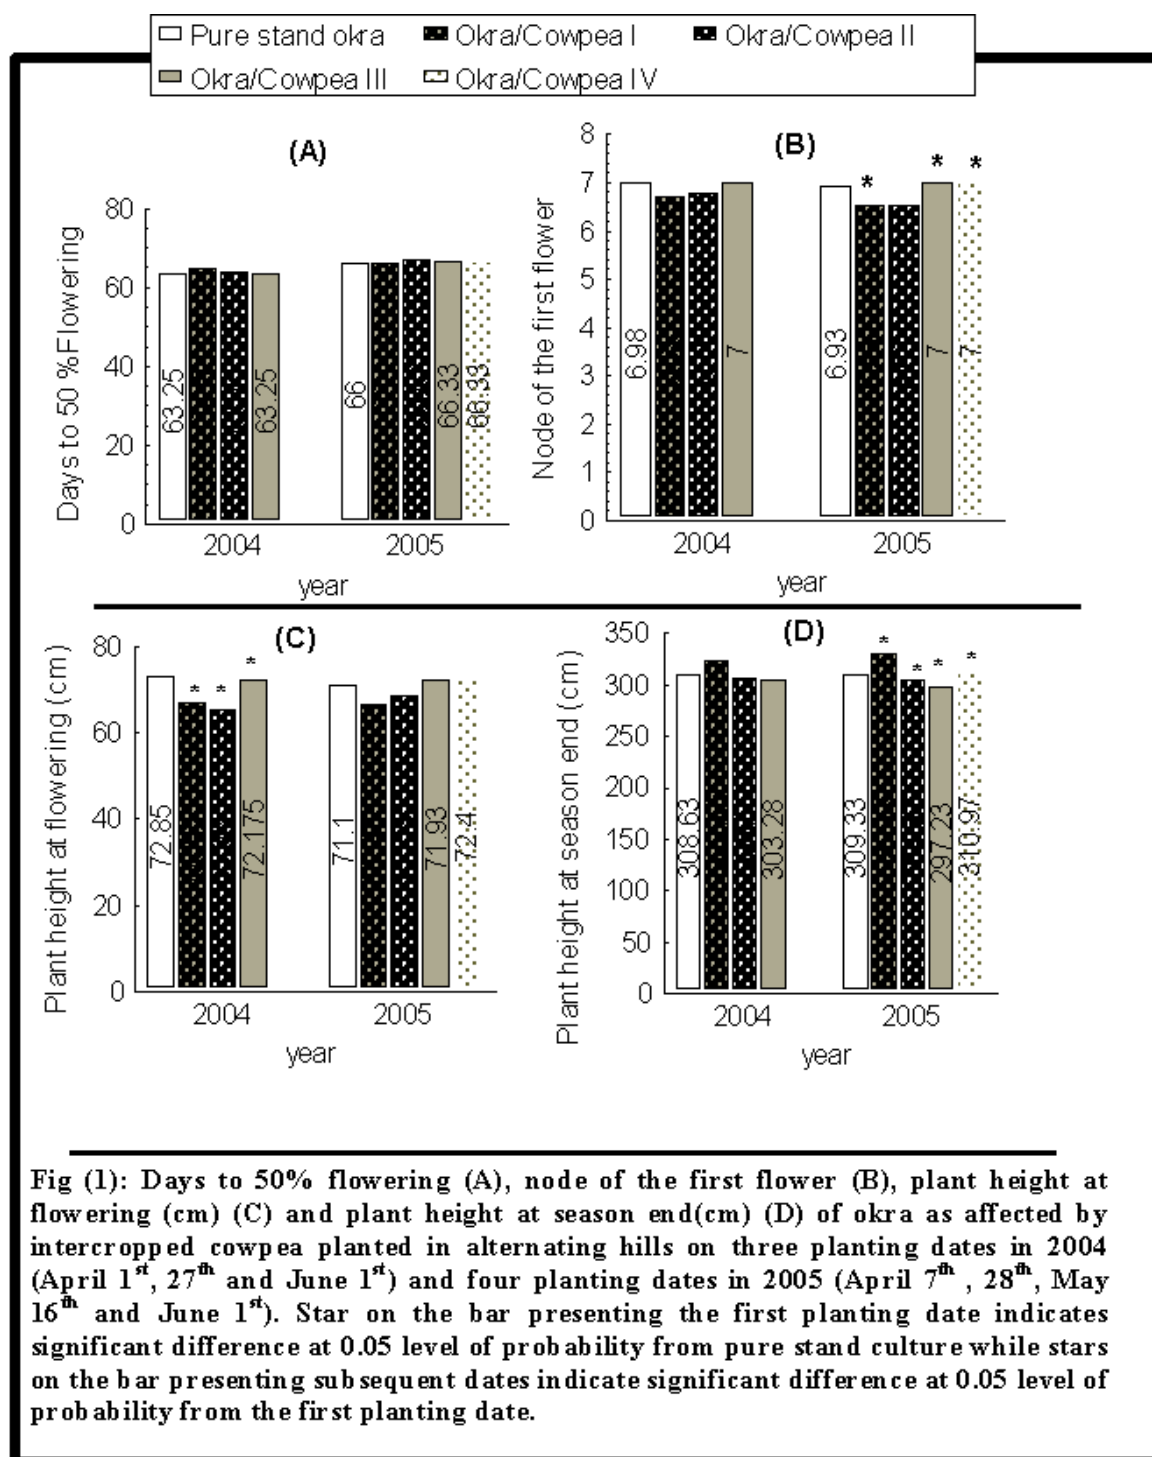 Pure stand okra Okra/Cowpea I Okra/Cowpea II
Okra/Cowpea III Okra/Cowpea IV
(A)
Days to 50 %Flowering
80
60
40
20
0
63.25
63.25
66
66.33
66.33
2004 2005
year
(B)
Node of the first flower
8
7
6
5
4
3
2
1
0
* * *
6.98
7
6.93
7
7
2004 2005
year
(C)
Plant height at flowering (cm)
80
60
40
20
0
* * *
72.85
72.175
71.1
71.93
72.4
2004 2005
year
(D)
Plant height at season end (cm)
350
300
250
200
150
100
50
0
* * * *
308.63
303.28
309.33
297.23
310.97
2004 2005
year
Fig (1): Days to 50% flowering (A), node of the first flower (B), plant height at
flowering (cm) (C) and plant height at season end(cm) (D) of okra as affected by
intercropped cowpea planted in alternating hills on three planting dates in 2004
(April 1st, 27th and June 1st) and four planting dates in 2005 (April 7th , 28th, May
16th and June 1st). Star on the bar presenting the first planting date indicates
significant difference at 0.05 level of probability from pure stand culture while stars
on the bar presenting subsequent dates indicate significant difference at 0.05 level of
probability from the first planting date.